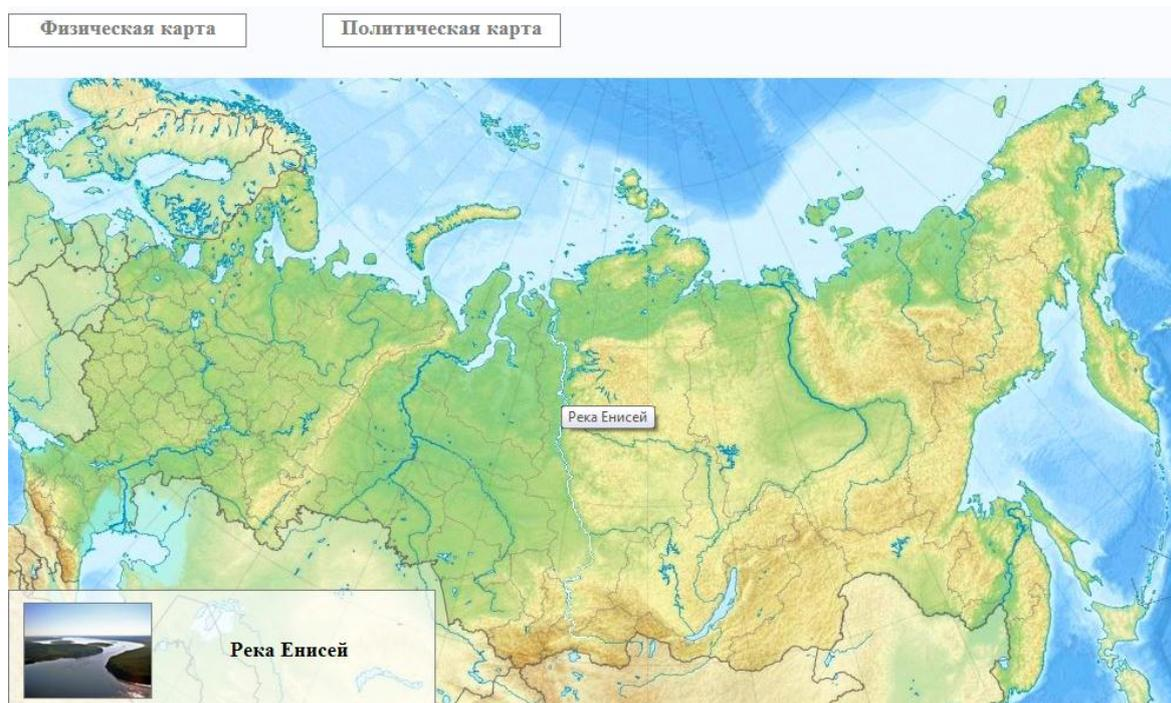 Физическая карта
Политическая карта
Река Енисей
Река Енисей